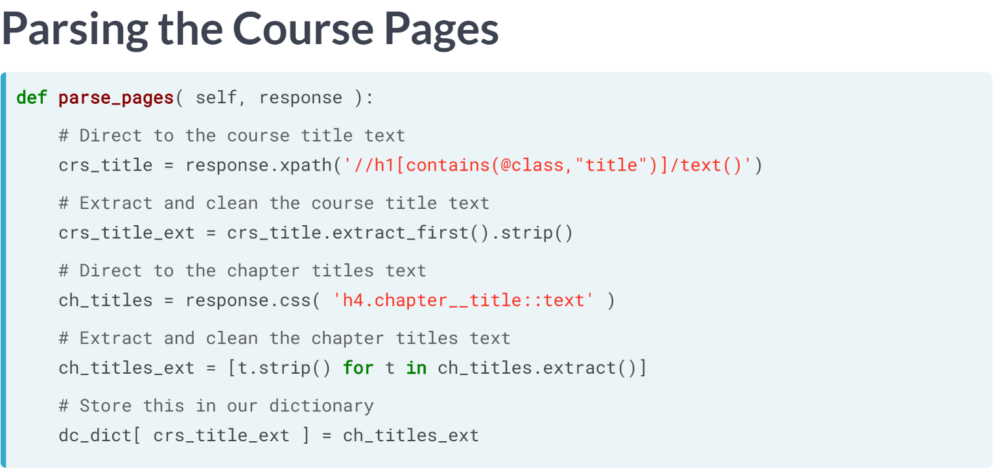 Parsing the Course Pages
def parse_pages( self, response ):
    # Direct to the course title text
    crs_title = response.xpath('//h1[contains(@class,"title")]/text()')
    # Extract and clean the course title text
    crs_title_ext = crs_title.extract_first().strip()
    # Direct to the chapter titles text
    ch_titles = response.css( 'h4.chapter__title::text' )
    # Extract and clean the chapter titles text
    ch_titles_ext = [t.strip() for t in ch_titles.extract()]
    # Store this in our dictionary
    dc_dict[ crs_title_ext ] = ch_titles_ext